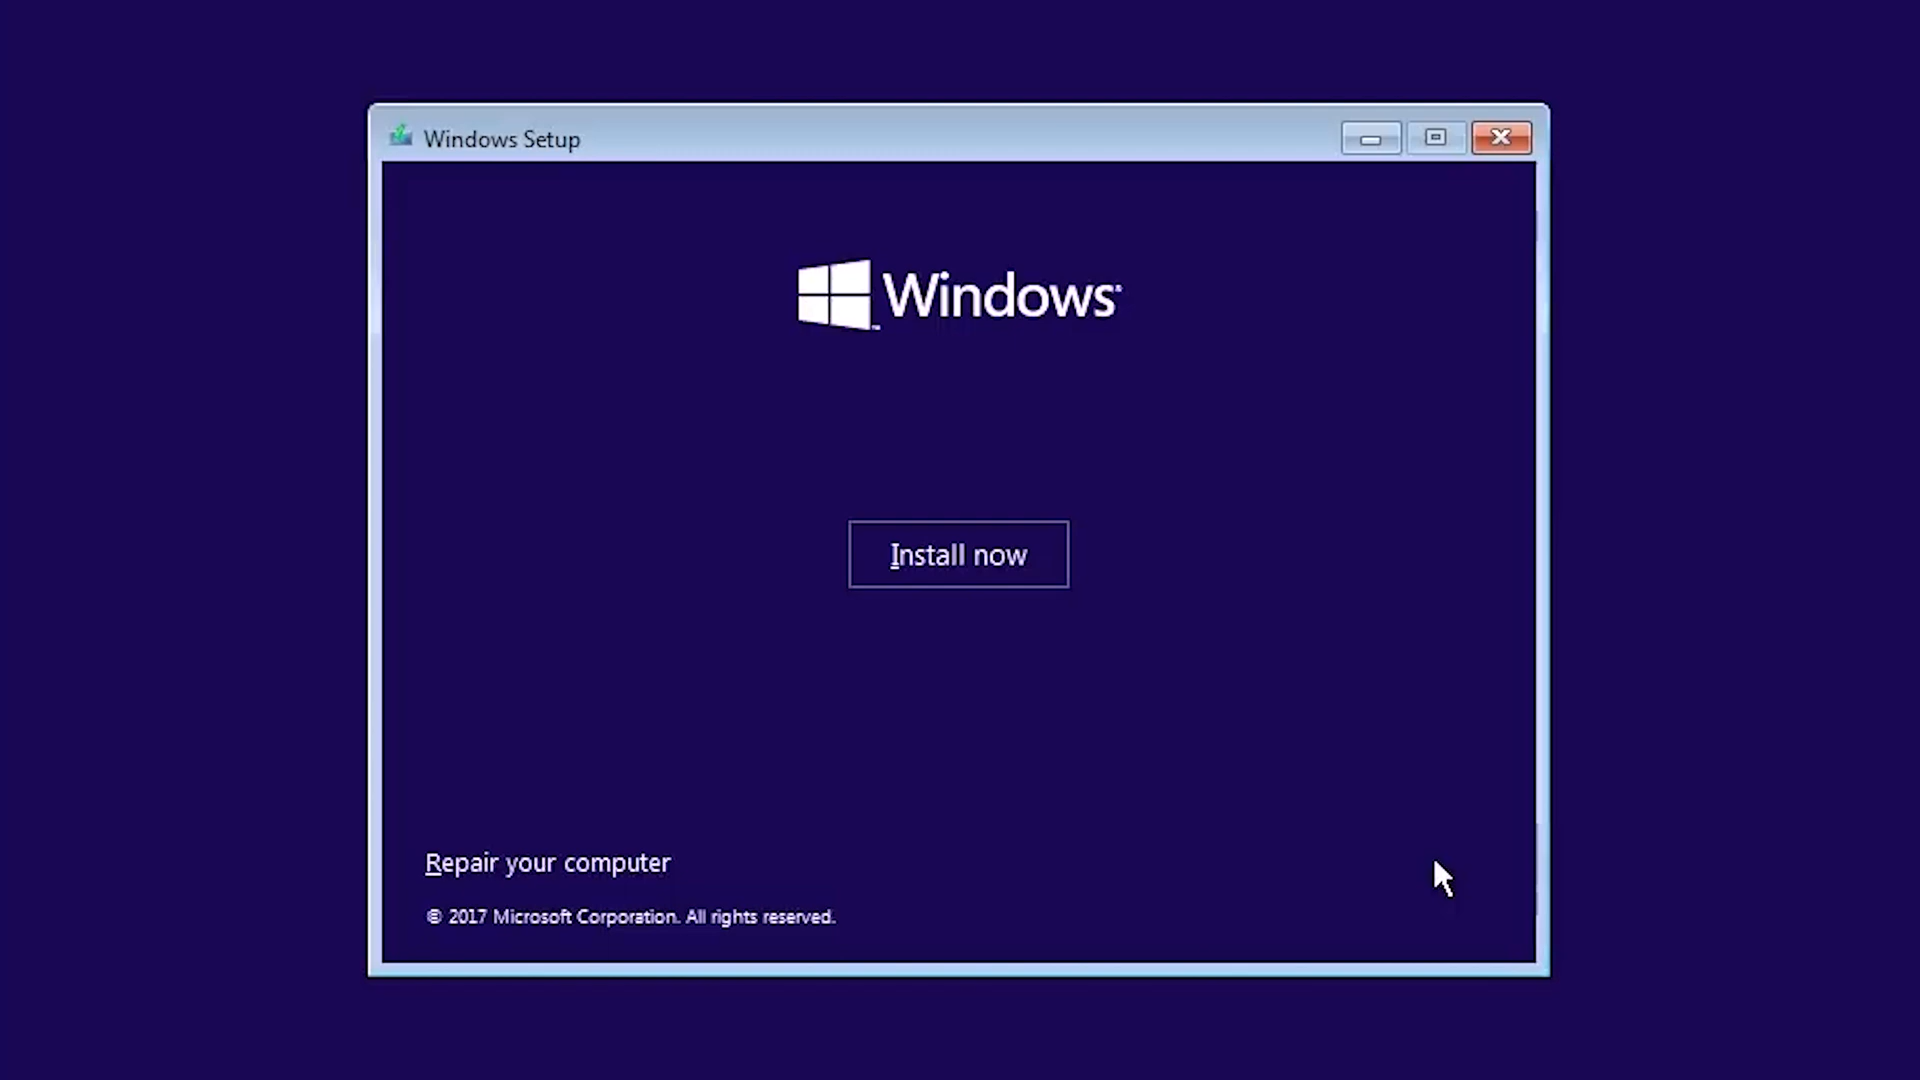 Windows Setup
Windows
Install now
Repair your computer
© 2017 Microsoft Corporation. All rights reserved.